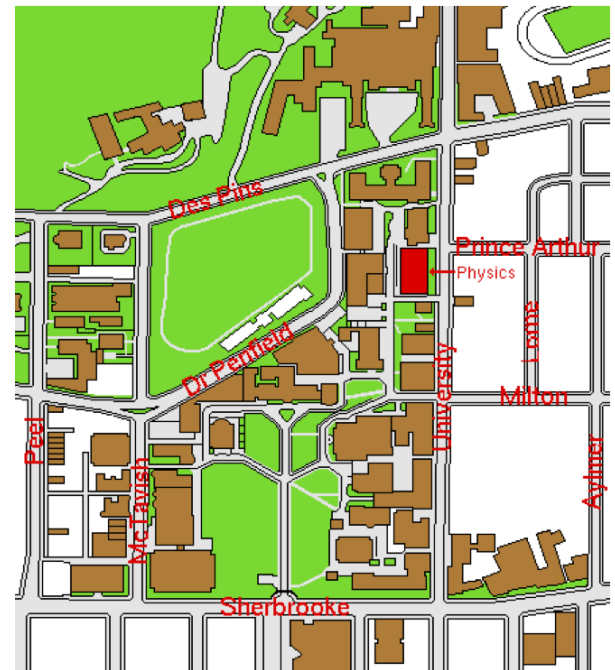 Des Pins
Prince Arthur
Physics
Lorne
Dr Penfield
University
Milton
Peel
McTavish
Aylmer
Sherbrooke